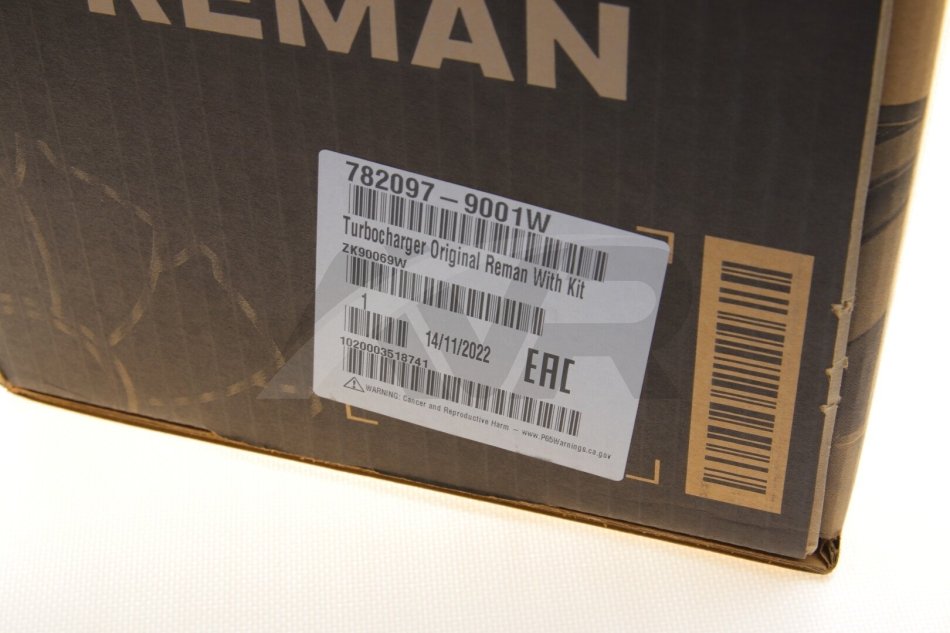 REMAN
782097-9001W
Turbocharger Original Reman With Kit
ZK90069W
1
14/11/2022
EAC
1020003518741
WARNING: Cancer and Reproductive Harm - www.P65Warnings.ca.gov